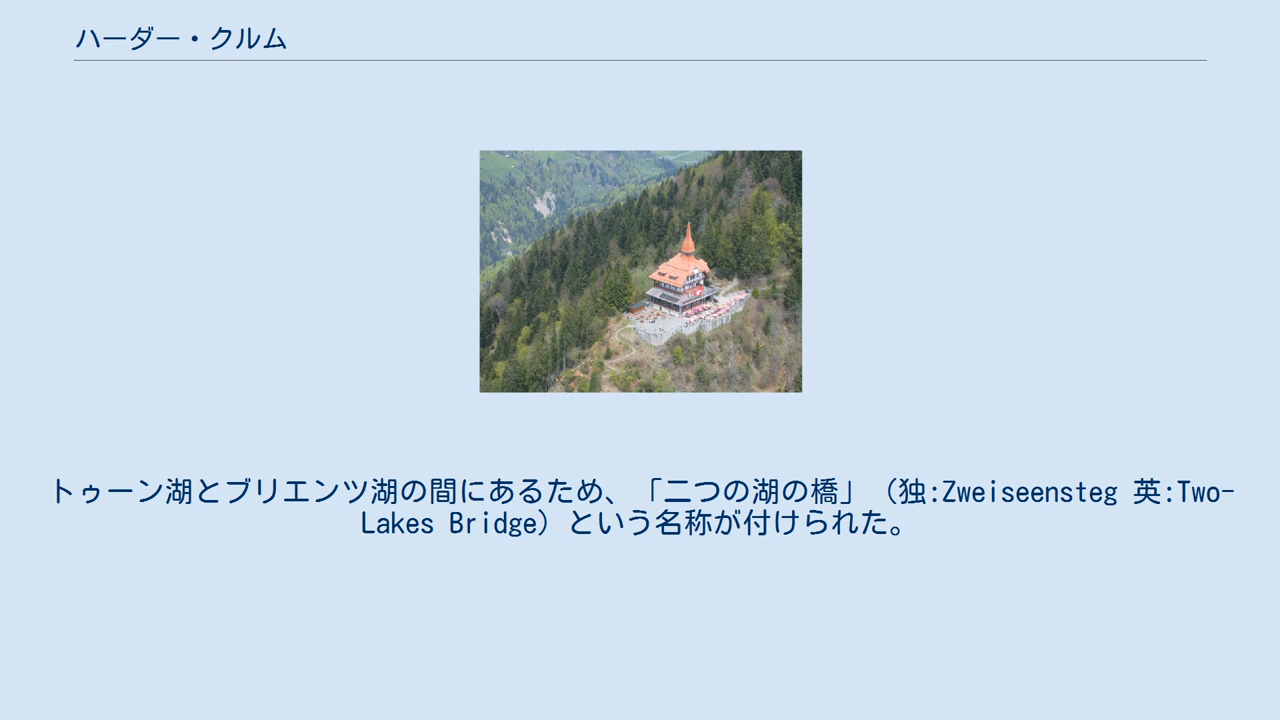 ハーダー・クルム
トゥーン湖とブリエンツ湖の間にあるため、「二つの湖の橋」（独:Zweiseensteg 英:Two-
Lakes Bridge）という名称が付けられた。